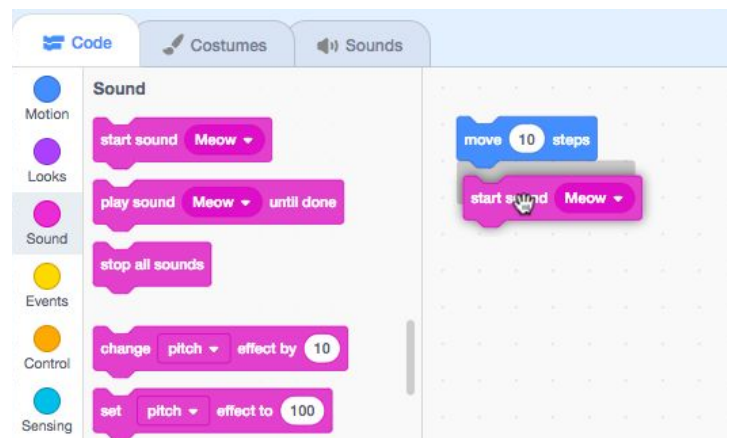 Code
Costumes
Sounds
Motion
Looks
Sound
Events
Control
Sensing
Sound
start sound Meow
play sound Meow until done
stop all sounds
change pitch effect by 10
set pitch effect to 100
move 10 steps
start sound Meow